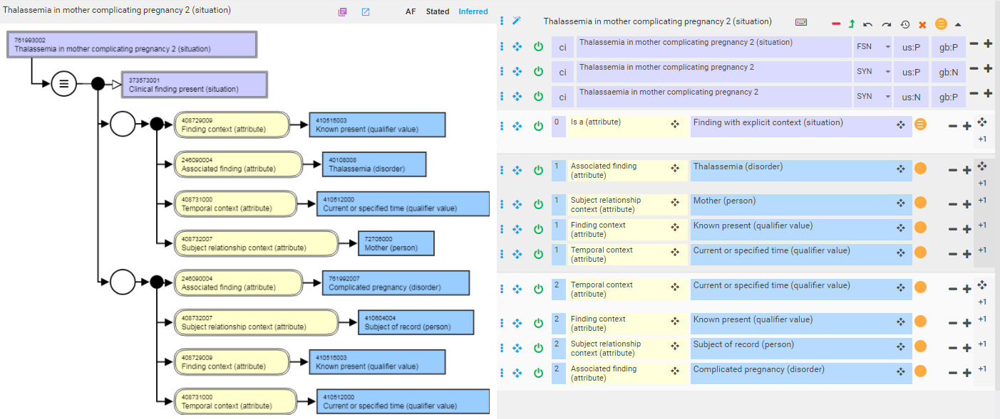 Thalassemia in mother complicating pregnancy 2 (situation)
AF Stated Inferred
761993002
Thalassemia in mother complicating pregnancy 2 (situation)
373573001
Clinical finding present (situation)
408729009
Finding context (attribute)
410515003
Known present (qualifier value)
246090004
Associated finding (attribute)
40108008
Thalassemia (disorder)
408731000
Temporal context (attribute)
410512000
Current or specified time (qualifier value)
408732007
Subject relationship context (attribute)
72705000
Mother (person)
246090004
Associated finding (attribute)
761992007
Complicated pregnancy (disorder)
408732007
Subject relationship context (attribute)
410604004
Subject of record (person)
408729009
Finding context (attribute)
410515003
Known present (qualifier value)
408731000
Temporal context (attribute)
410512000
Current or specified time (qualifier value)
Thalassemia in mother complicating pregnancy 2 (situation)
ci Thalassemia in mother complicating pregnancy 2 (situation) FSN us:P gb:P
ci Thalassemia in mother complicating pregnancy 2 SYN us:P gb:N
ci Thalassaemia in mother complicating pregnancy 2 SYN us:N gb:P
0 Is a (attribute) Finding with explicit context (situation)
+1
1 Associated finding (attribute) Thalassemia (disorder)
+1
1 Subject relationship context (attribute) Mother (person) +1
1 Finding context (attribute) Known present (qualifier value) +1
1 Temporal context (attribute) Current or specified time (qualifier value) +1
2 Temporal context (attribute) Current or specified time (qualifier value)
+1
2 Finding context (attribute) Known present (qualifier value) +1
2 Subject relationship context (attribute) Subject of record (person) +1
2 Associated finding (attribute) Complicated pregnancy (disorder) +1